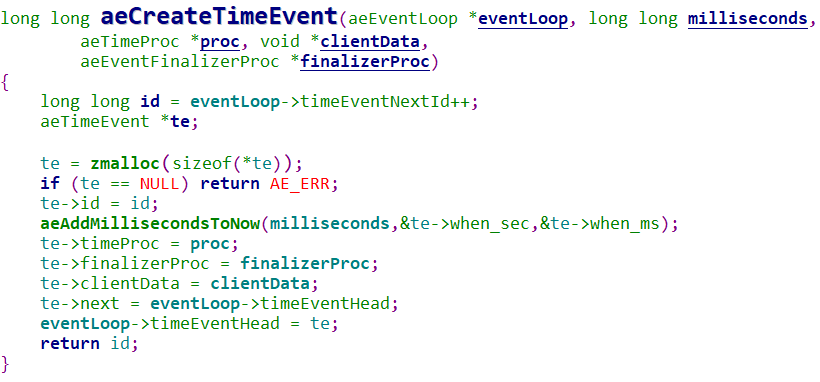 long long aeCreateTimeEvent(aeEventLoop *eventLoop, long long milliseconds,
        aeTimeProc *proc, void *clientData,
        aeEventFinalizerProc *finalizerProc)
{
    long long id = eventLoop->timeEventNextId++;
    aeTimeEvent *te;

    te = zmalloc(sizeof(*te));
    if (te == NULL) return AE_ERR;
    te->id = id;
    aeAddMillisecondsToNow(milliseconds,&te->when_sec,&te->when_ms);
    te->timeProc = proc;
    te->finalizerProc = finalizerProc;
    te->clientData = clientData;
    te->next = eventLoop->timeEventHead;
    eventLoop->timeEventHead = te;
    return id;
}